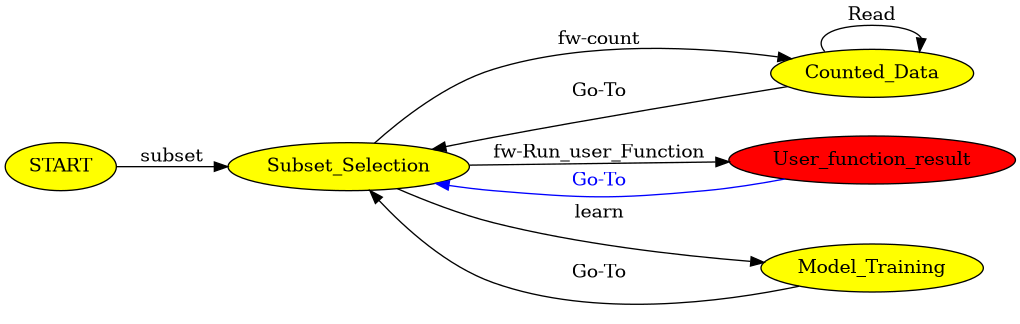 Read
fw-count
Counted_Data
Go-To
START
subset
Subset_Selection
fw-Run_user_Function
User_function_result
Go-To
learn
Model_Training
Go-To